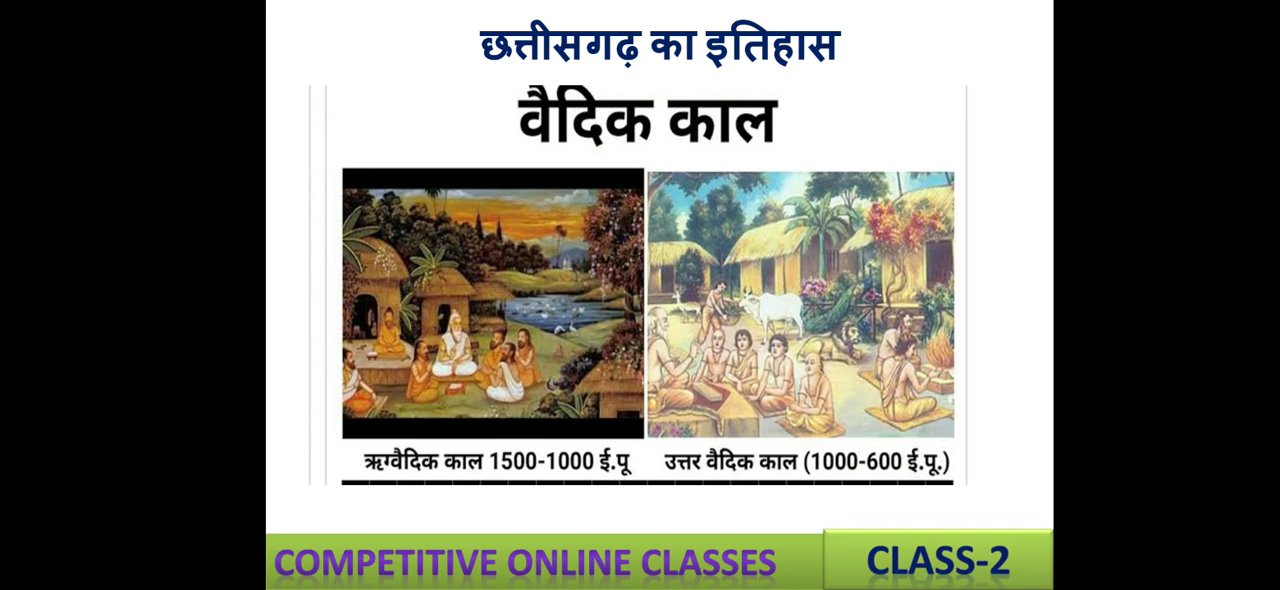 छत्तीसगढ़ का इतिहास
वैदिक काल
ऋग्वैदिक काल 1500-1000 ई.पू
उत्तर वैदिक काल (1000-600 ई.पू.)
COMPETITIVE ONLINE CLASSES
CLASS-2